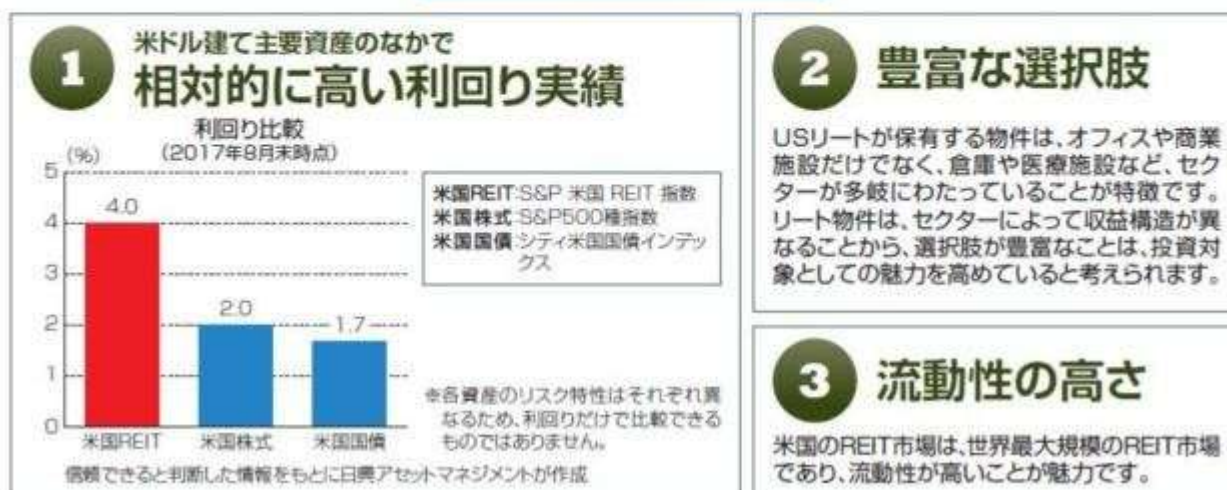 1
米ドル建て主要資産のなかで
相対的に高い利回り実績
利回り比較
(2017年8月末時点)
(%)
5
4
3
2
1
0
4.0
2.0
1.7
米国REIT
米国株式
米国国債
米国REIT:S&P 米国 REIT 指数
米国株式:S&P500種指数
米国国債:シティ米国国債インデッ
クス
※各資産のリスク特性はそれぞれ異
なるため、利回りだけで比較できる
ものではありません。
信頼できると判断した情報をもとに日興アセットマネジメントが作成
2
豊富な選択肢
USリートが保有する物件は、オフィスや商業
施設だけでなく、倉庫や医療施設など、セク
ターが多岐にわたっていることが特徴です。
リート物件は、セクターによって収益構造が異
なることから、選択肢が豊富なことは、投資対
象としての魅力を高めていると考えられます。
3
流動性の高さ
米国のREIT市場は、世界最大規模のREIT市場
であり、流動性が高いことが魅力です。